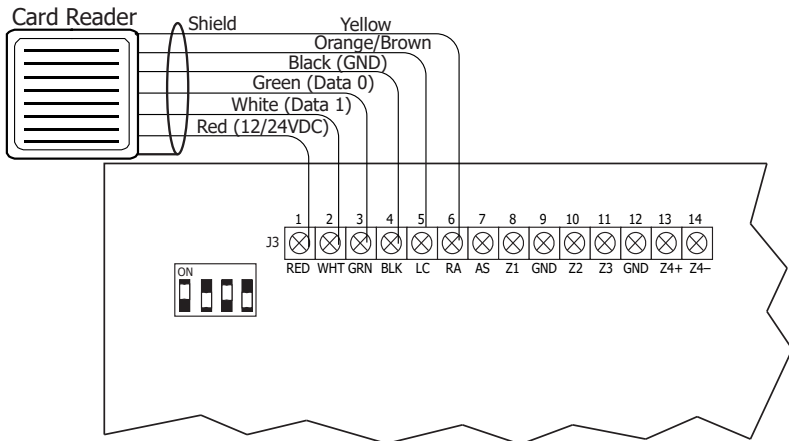 Card Reader
Shield
Yellow
Orange/Brown
Black (GND)
Green (Data 0)
White (Data 1)
Red (12/24VDC)
1 2 3 4 5 6 7 8 9 10 11 12 13 14
J3
RED WHT GRN BLK LC RA AS Z1 GND Z2 Z3 GND Z4+ Z4–
ON